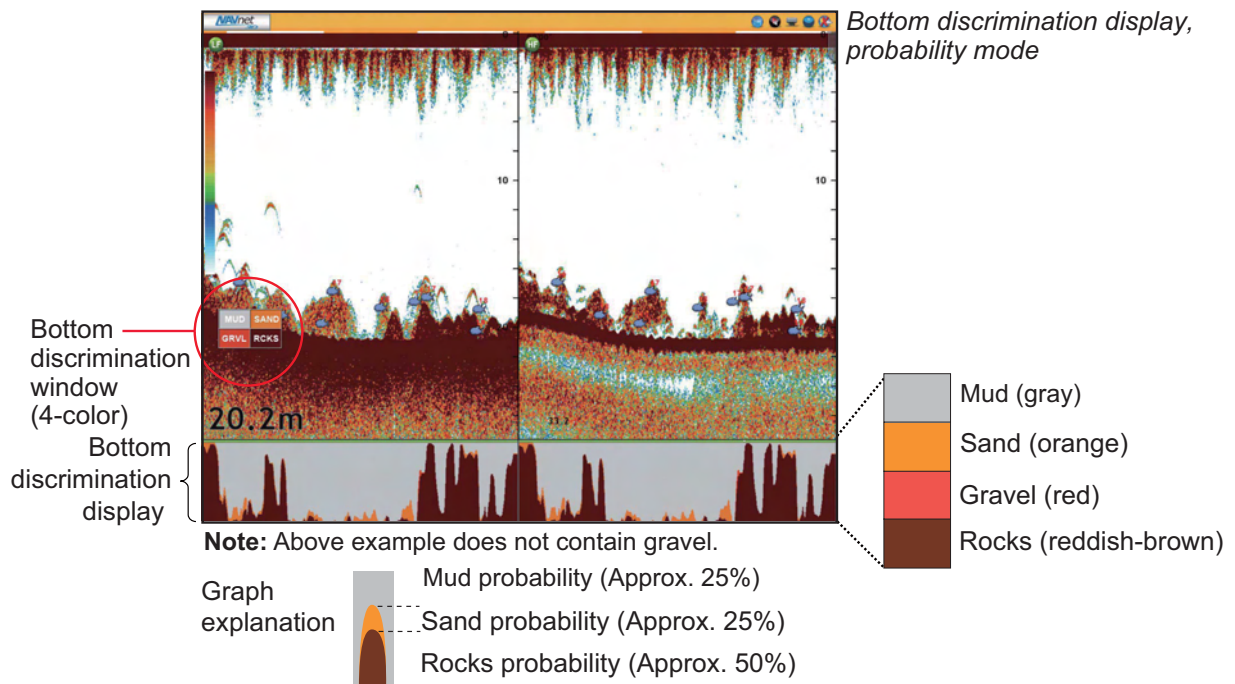 NAVnet
Bottom discrimination display,
probability mode
LF
HF
10
10
MUD SAND
GRVL RCKS
20.2m
Bottom
discrimination
window
(4-color)
Bottom
discrimination
display
Mud (gray)
Sand (orange)
Gravel (red)
Rocks (reddish-brown)
Note: Above example does not contain gravel.
Graph
explanation
Mud probability (Approx. 25%)
Sand probability (Approx. 25%)
Rocks probability (Approx. 50%)